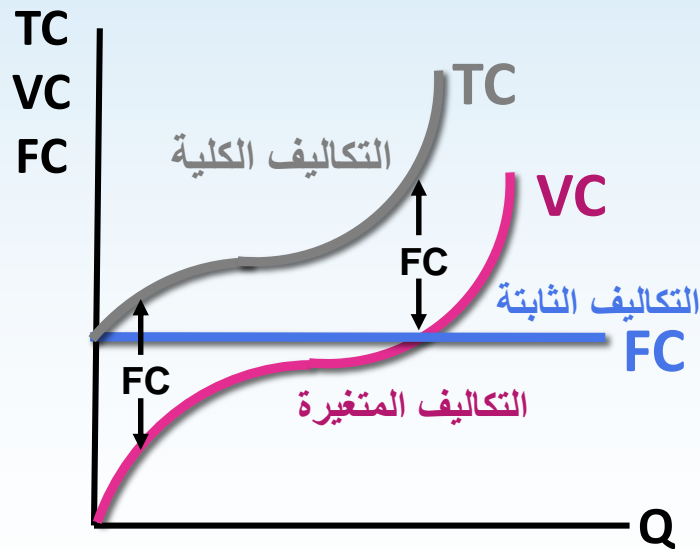 TC
VC
FC
TC
التكاليف الكلية
VC
FC
التكاليف الثابتة
FC
FC
التكاليف المتغيرة
Q